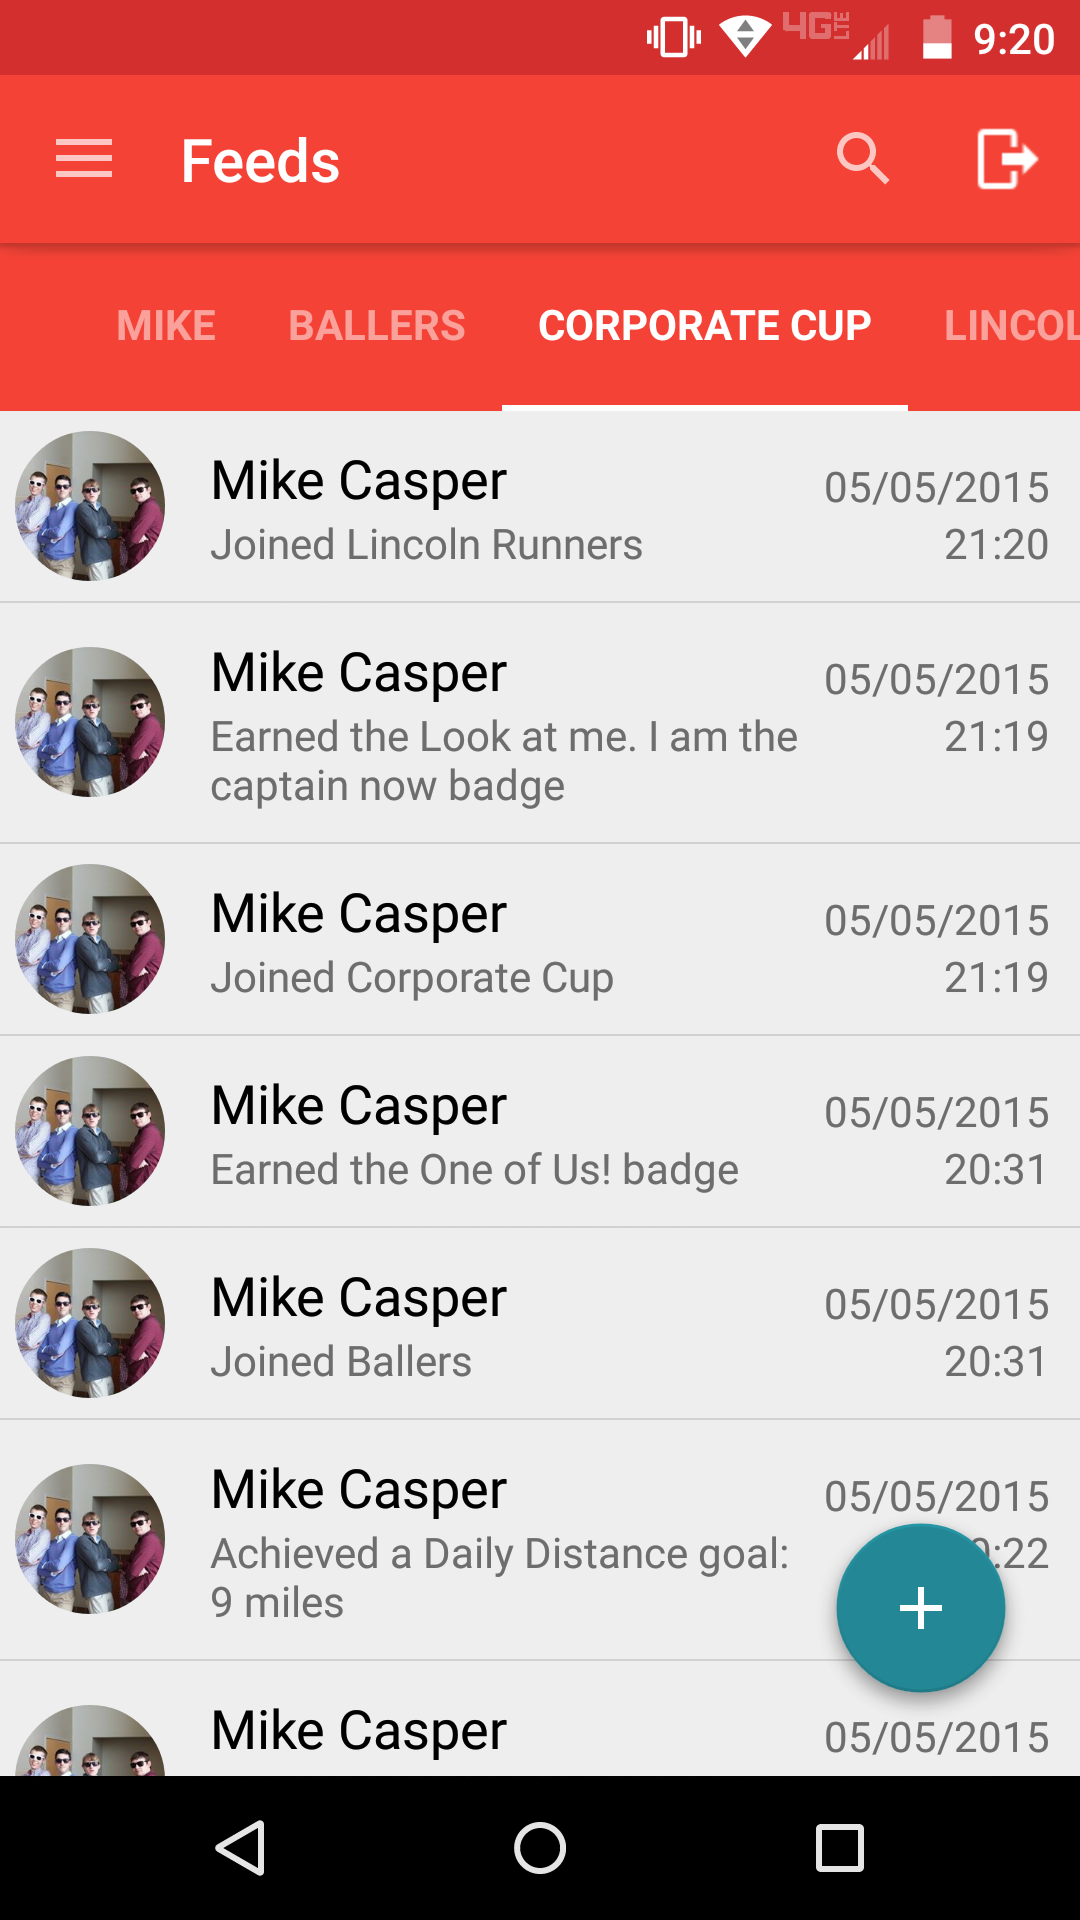 4G LTE 9:20
Feeds
MIKE BALLERS CORPORATE CUP LINCOL
Mike Casper 05/05/2015
Joined Lincoln Runners 21:20
Mike Casper 05/05/2015
Earned the Look at me. I am the 21:19
captain now badge
Mike Casper 05/05/2015
Joined Corporate Cup 21:19
Mike Casper 05/05/2015
Earned the One of Us! badge 20:31
Mike Casper 05/05/2015
Joined Ballers 20:31
Mike Casper 05/05/2015
Achieved a Daily Distance goal: :22
9 miles
Mike Casper 05/05/2015